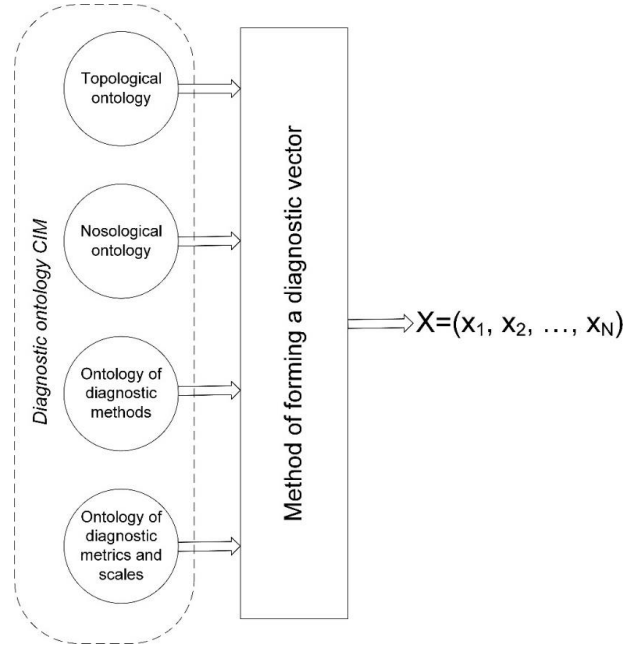 Diagnostic ontology CIM
Topological
ontology
Nosological
ontology
Ontology of
diagnostic
methods
Ontology of
diagnostic
metrics and
scales
Method of forming a diagnostic vector
X=(x₁, x₂, ..., x_N)